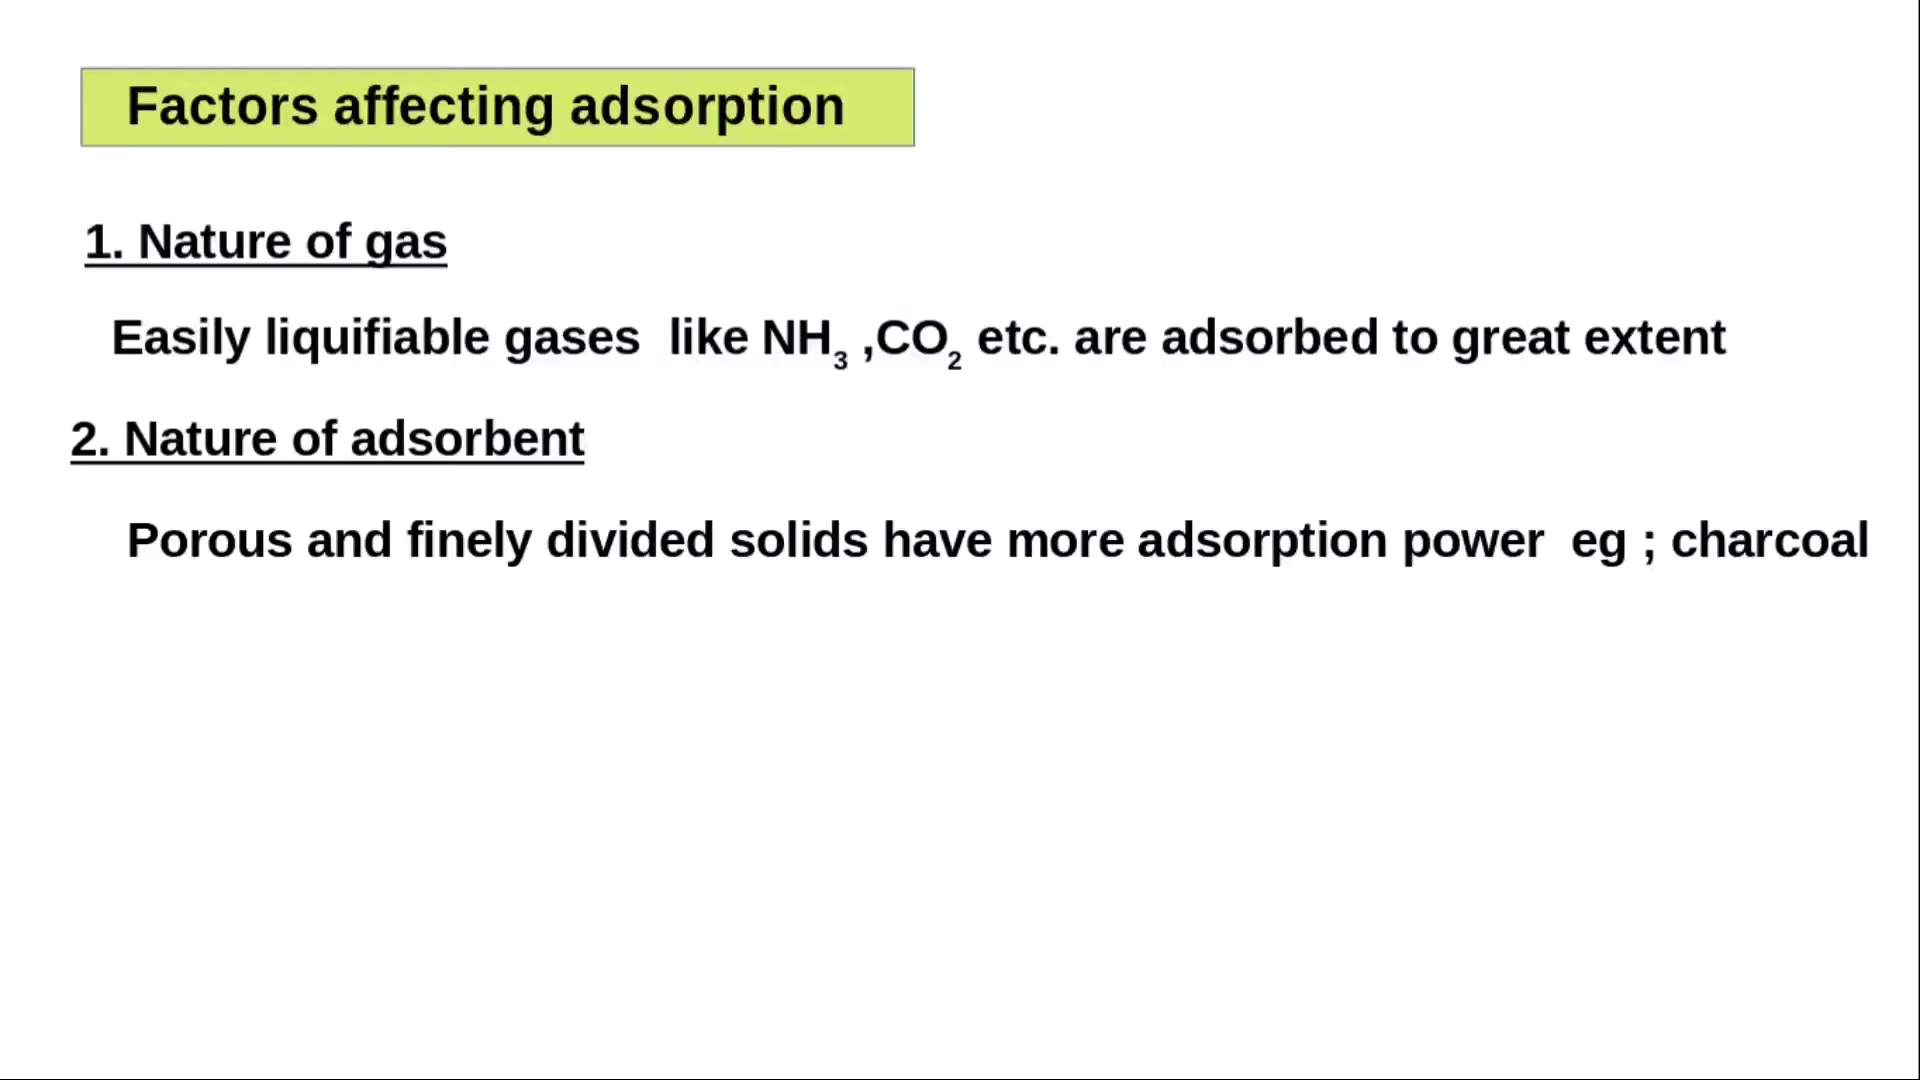 Factors affecting adsorption
1. Nature of gas
Easily liquifiable gases like NH₃ ,CO₂ etc. are adsorbed to great extent
2. Nature of adsorbent
Porous and finely divided solids have more adsorption power eg ; charcoal